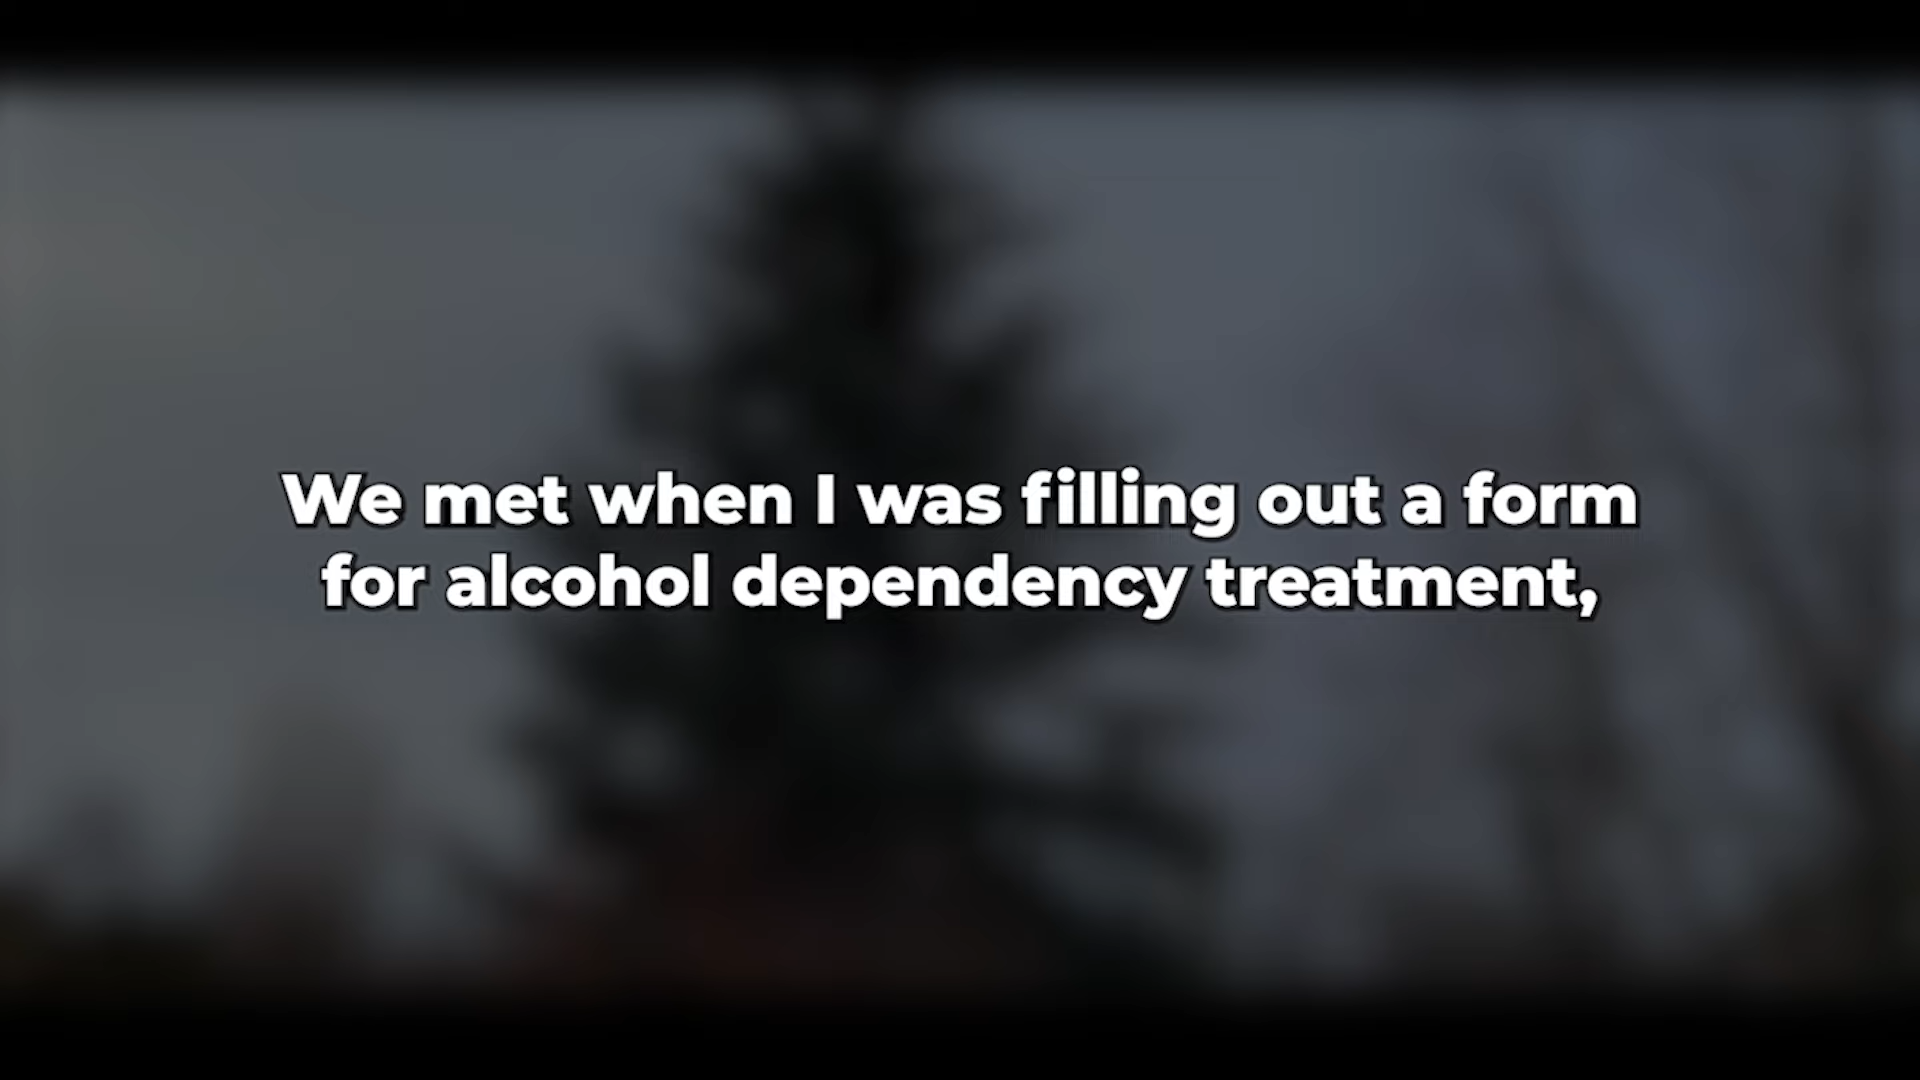 We met when I was filling out a form
for alcohol dependency treatment,